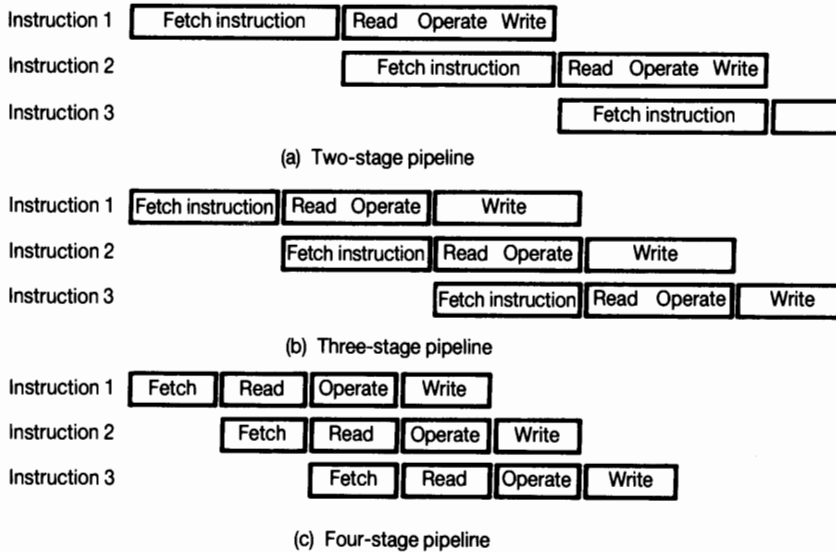 Instruction 1 Fetch instruction Read Operate Write
Instruction 2 Fetch instruction Read Operate Write
Instruction 3 Fetch instruction
(a) Two-stage pipeline
Instruction 1 Fetch instruction Read Operate Write
Instruction 2 Fetch instruction Read Operate Write
Instruction 3 Fetch instruction Read Operate Write
(b) Three-stage pipeline
Instruction 1 Fetch Read Operate Write
Instruction 2 Fetch Read Operate Write
Instruction 3 Fetch Read Operate Write
(c) Four-stage pipeline